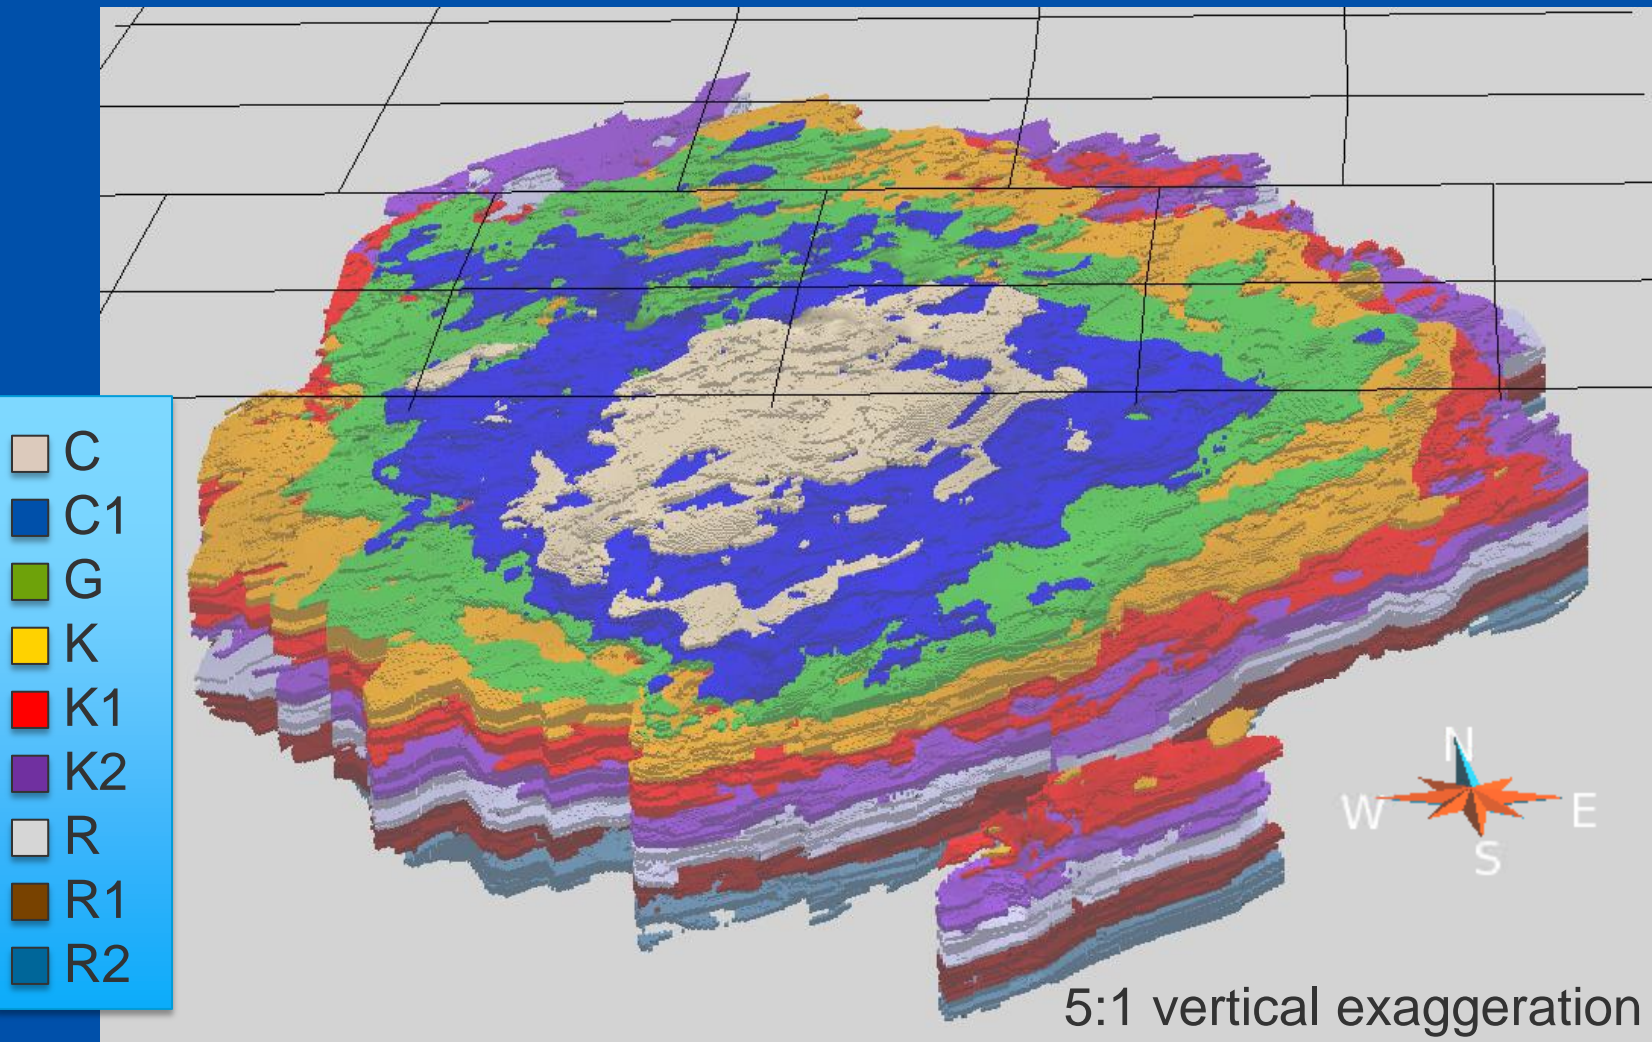 C
C1
G
K
K1
K2
R
R1
R2
N
W E
S
5:1 vertical exaggeration